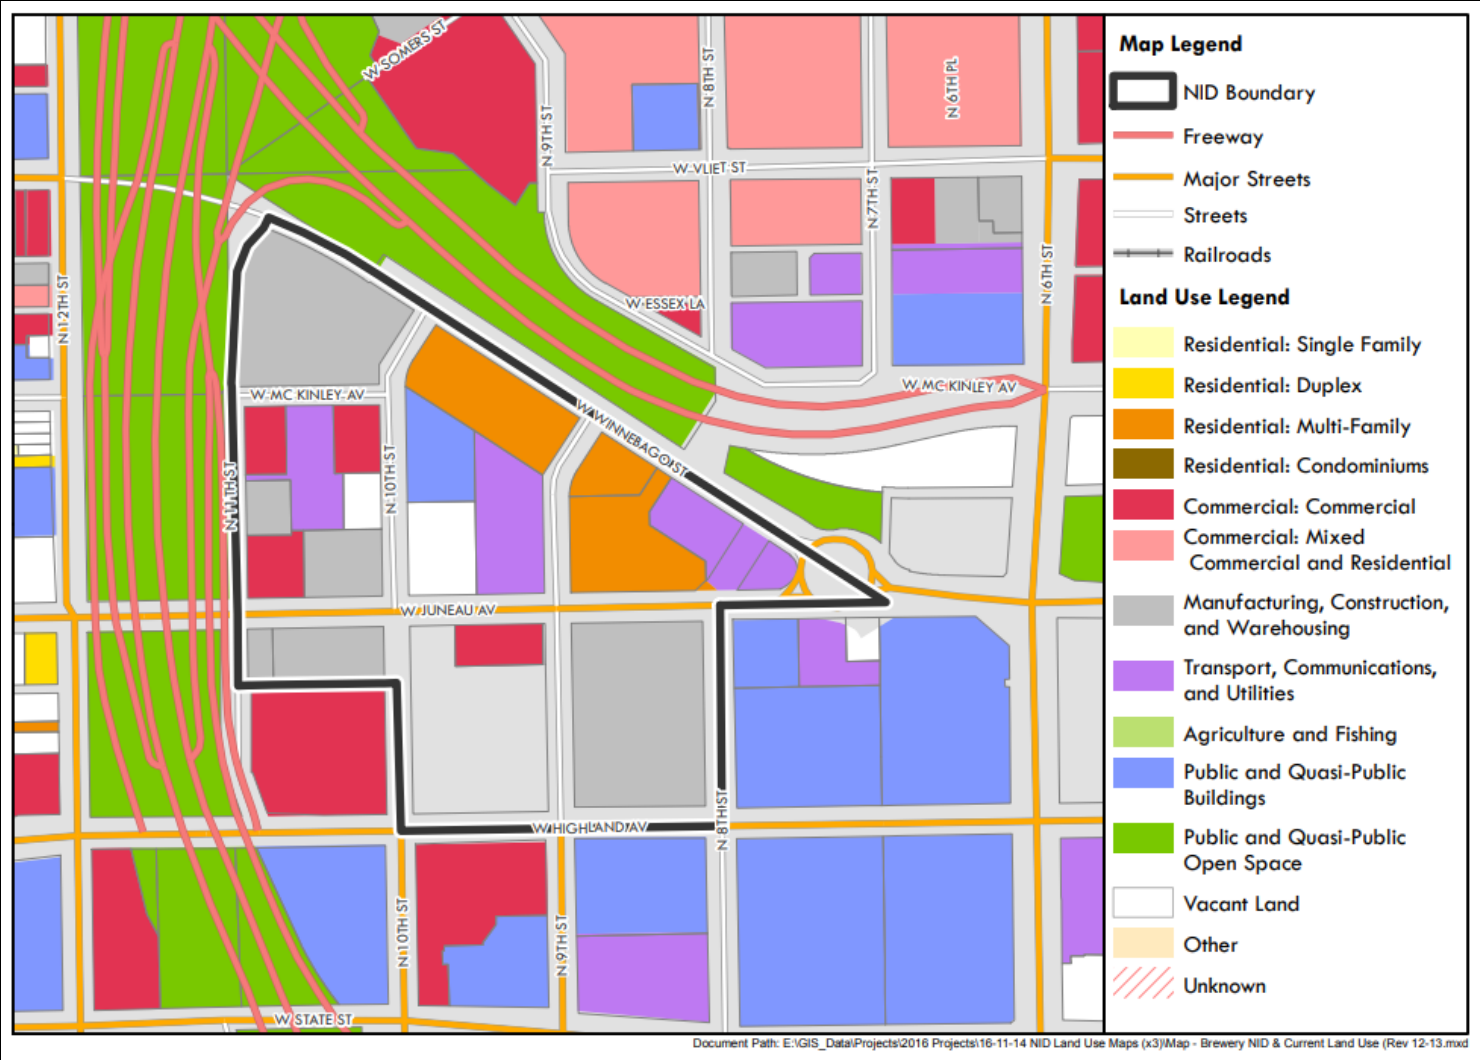 W SOMERS ST
N 9TH ST
N 8TH ST
N 6TH PL
W VLIET ST
N 7TH ST
N 12TH ST
W ESSEX LA
N 6TH ST
W MC KINLEY AV
W MC KINLEY AV
W WINNEBAGO ST
N 11TH ST
N 10TH ST
W JUNEAU AV
W HIGHLAND AV
N 8TH ST
N 10TH ST
N 9TH ST
W STATE ST
Map Legend
NID Boundary
Freeway
Major Streets
Streets
Railroads
Land Use Legend
Residential: Single Family
Residential: Duplex
Residential: Multi-Family
Residential: Condominiums
Commercial: Commercial
Commercial: Mixed
Commercial and Residential
Manufacturing, Construction,
and Warehousing
Transport, Communications,
and Utilities
Agriculture and Fishing
Public and Quasi-Public
Buildings
Public and Quasi-Public
Open Space
Vacant Land
Other
Unknown
Document Path: E:\GIS_Data\Projects\2016 Projects\16-11-14 NID Land Use Maps (x3)\Map - Brewery NID & Current Land Use (Rev 12-13.mxd